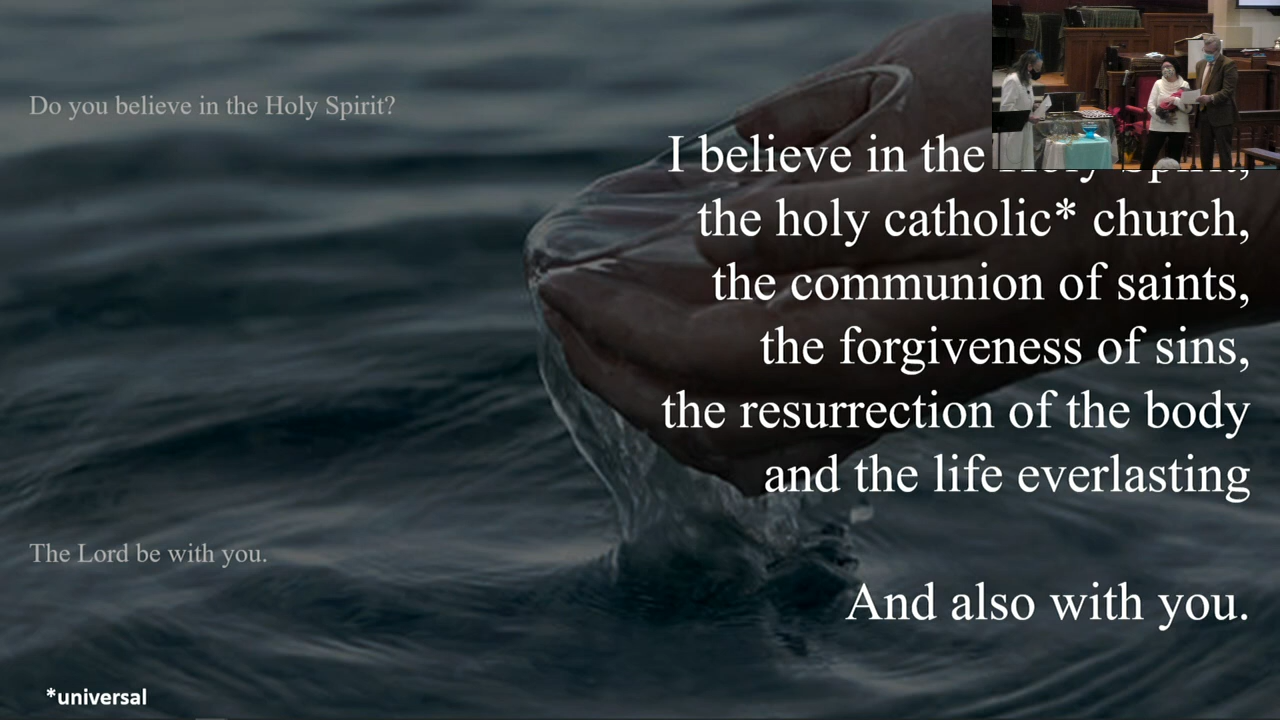 Do you believe in the Holy Spirit?
I believe in the Holy Spirit,
the holy catholic* church,
the communion of saints,
the forgiveness of sins,
the resurrection of the body
and the life everlasting
The Lord be with you.
And also with you.
*universal